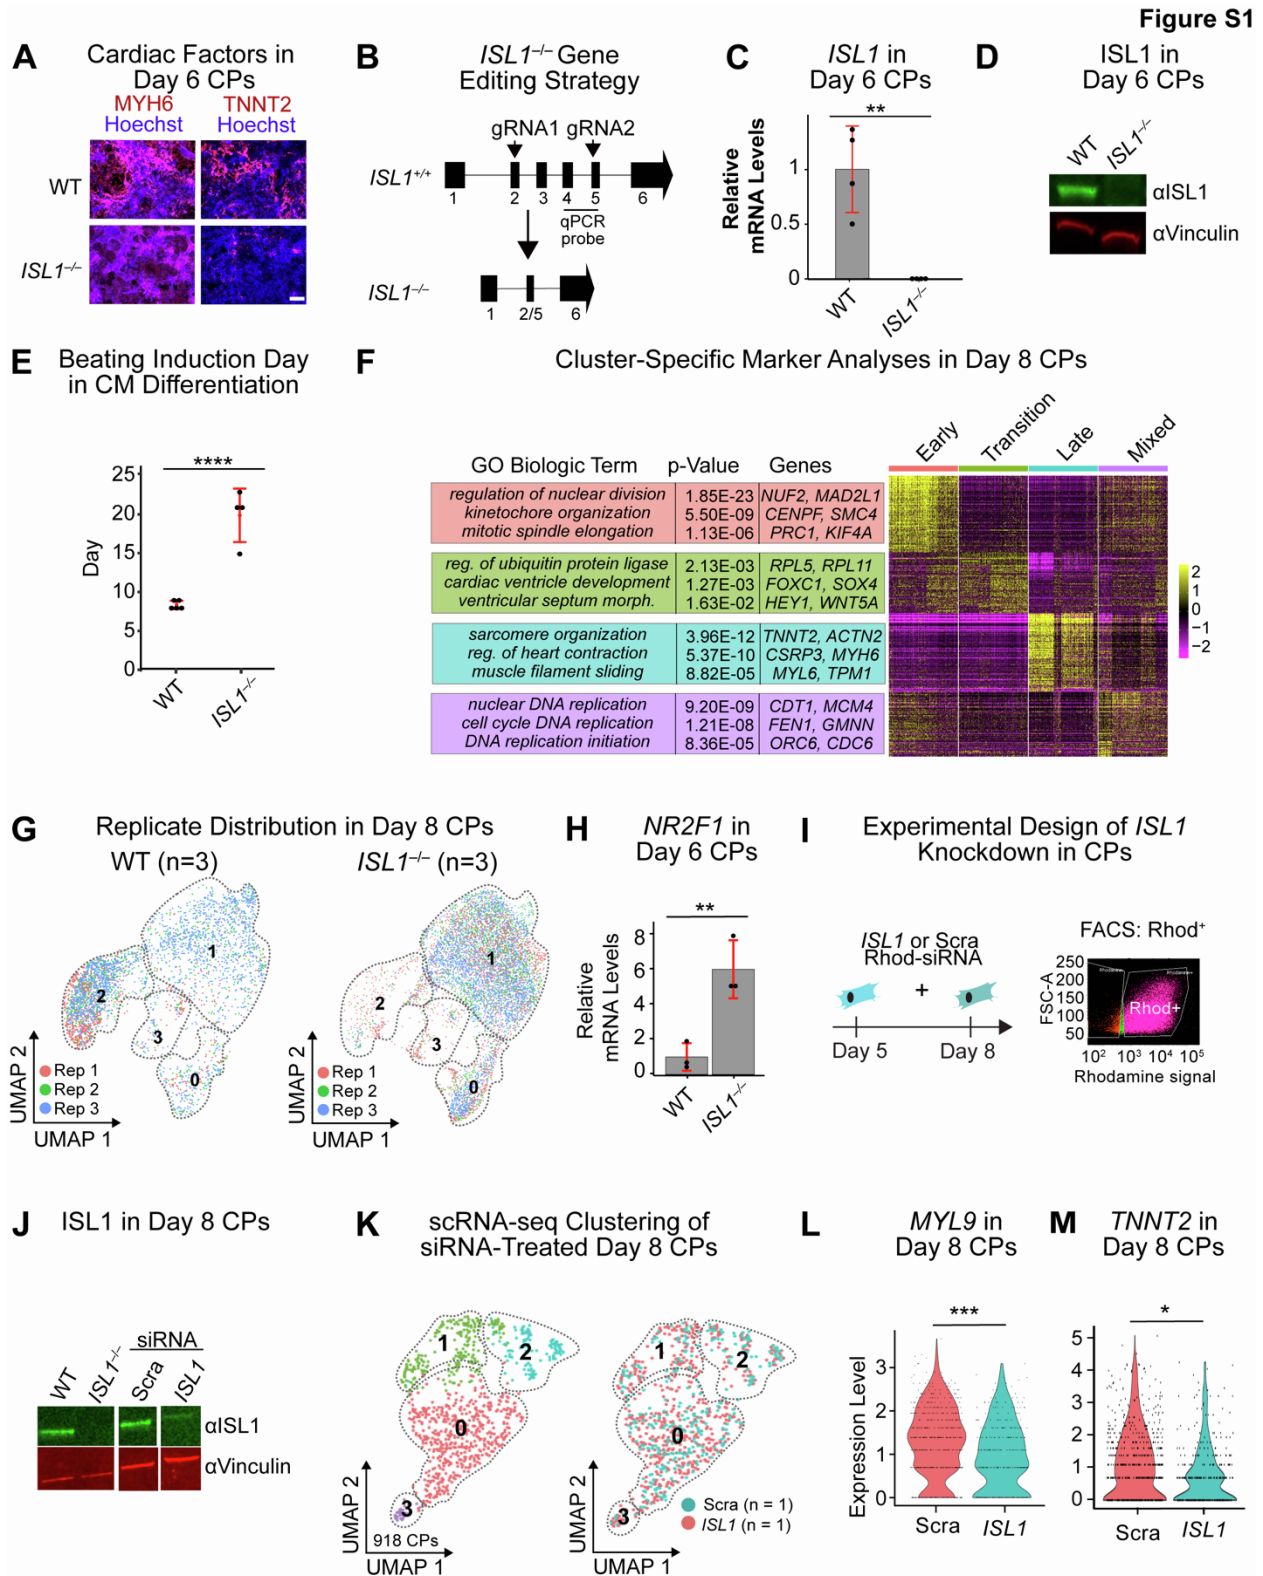 Figure S1
A
Cardiac Factors in
Day 6 CPs
MYH6
Hoechst
TNNT2
Hoechst
WT
ISL1–/–
B
ISL1–/– Gene
Editing Strategy
gRNA1 gRNA2
ISL1+/+
1 2 3 4 5 6
qPCR
probe
ISL1–/–
1 2/5 6
C
ISL1 in
Day 6 CPs
**
Relative
mRNA Levels
1
0.5
0
WT
ISL1–/–
D
ISL1 in
Day 6 CPs
WT
ISL1–/–
αISL1
αVinculin
E
Beating Induction Day
in CM Differentiation
****
Day
25
20
15
10
5
0
WT
ISL1–/–
F
Cluster-Specific Marker Analyses in Day 8 CPs
Early
Transition
Late
Mixed
GO Biologic Term p-Value Genes
regulation of nuclear division 1.85E-23 NUF2, MAD2L1
kinetochore organization 5.50E-09 CENPF, SMC4
mitotic spindle elongation 1.13E-06 PRC1, KIF4A
reg. of ubiquitin protein ligase 2.13E-03 RPL5, RPL11
cardiac ventricle development 1.27E-03 FOXC1, SOX4
ventricular septum morph. 1.63E-02 HEY1, WNT5A
sarcomere organization 3.96E-12 TNNT2, ACTN2
reg. of heart contraction 5.37E-10 CSRP3, MYH6
muscle filament sliding 8.82E-05 MYL6, TPM1
nuclear DNA replication 9.20E-09 CDT1, MCM4
cell cycle DNA replication 1.21E-08 FEN1, GMNN
DNA replication initiation 8.36E-05 ORC6, CDC6
2
1
0
−1
−2
G
Replicate Distribution in Day 8 CPs
WT (n=3)
1
2
3
0
Rep 1
Rep 2
Rep 3
UMAP 2
UMAP 1
ISL1–/– (n=3)
1
2
3
0
Rep 1
Rep 2
Rep 3
UMAP 2
UMAP 1
H
NR2F1 in
Day 6 CPs
**
Relative
mRNA Levels
8
6
4
2
0
WT
ISL1–/–
I
Experimental Design of ISL1
Knockdown in CPs
ISL1 or Scra
Rhod-siRNA
+
Day 5 Day 8
FACS: Rhod+
FSC-A
250
200
150
100
50
Rhod+
10² 10³ 10⁴ 10⁵
Rhodamine signal
J
ISL1 in Day 8 CPs
siRNA
WT
ISL1–/–
Scra
ISL1
αISL1
αVinculin
K
scRNA-seq Clustering of
siRNA-Treated Day 8 CPs
1
2
0
3
918 CPs
UMAP 2
UMAP 1
1
2
0
3
Scra (n = 1)
ISL1 (n = 1)
UMAP 2
UMAP 1
L
MYL9 in
Day 8 CPs
***
Expression Level
3
2
1
0
Scra ISL1
M
TNNT2 in
Day 8 CPs
*
5
4
3
2
1
0
Scra ISL1